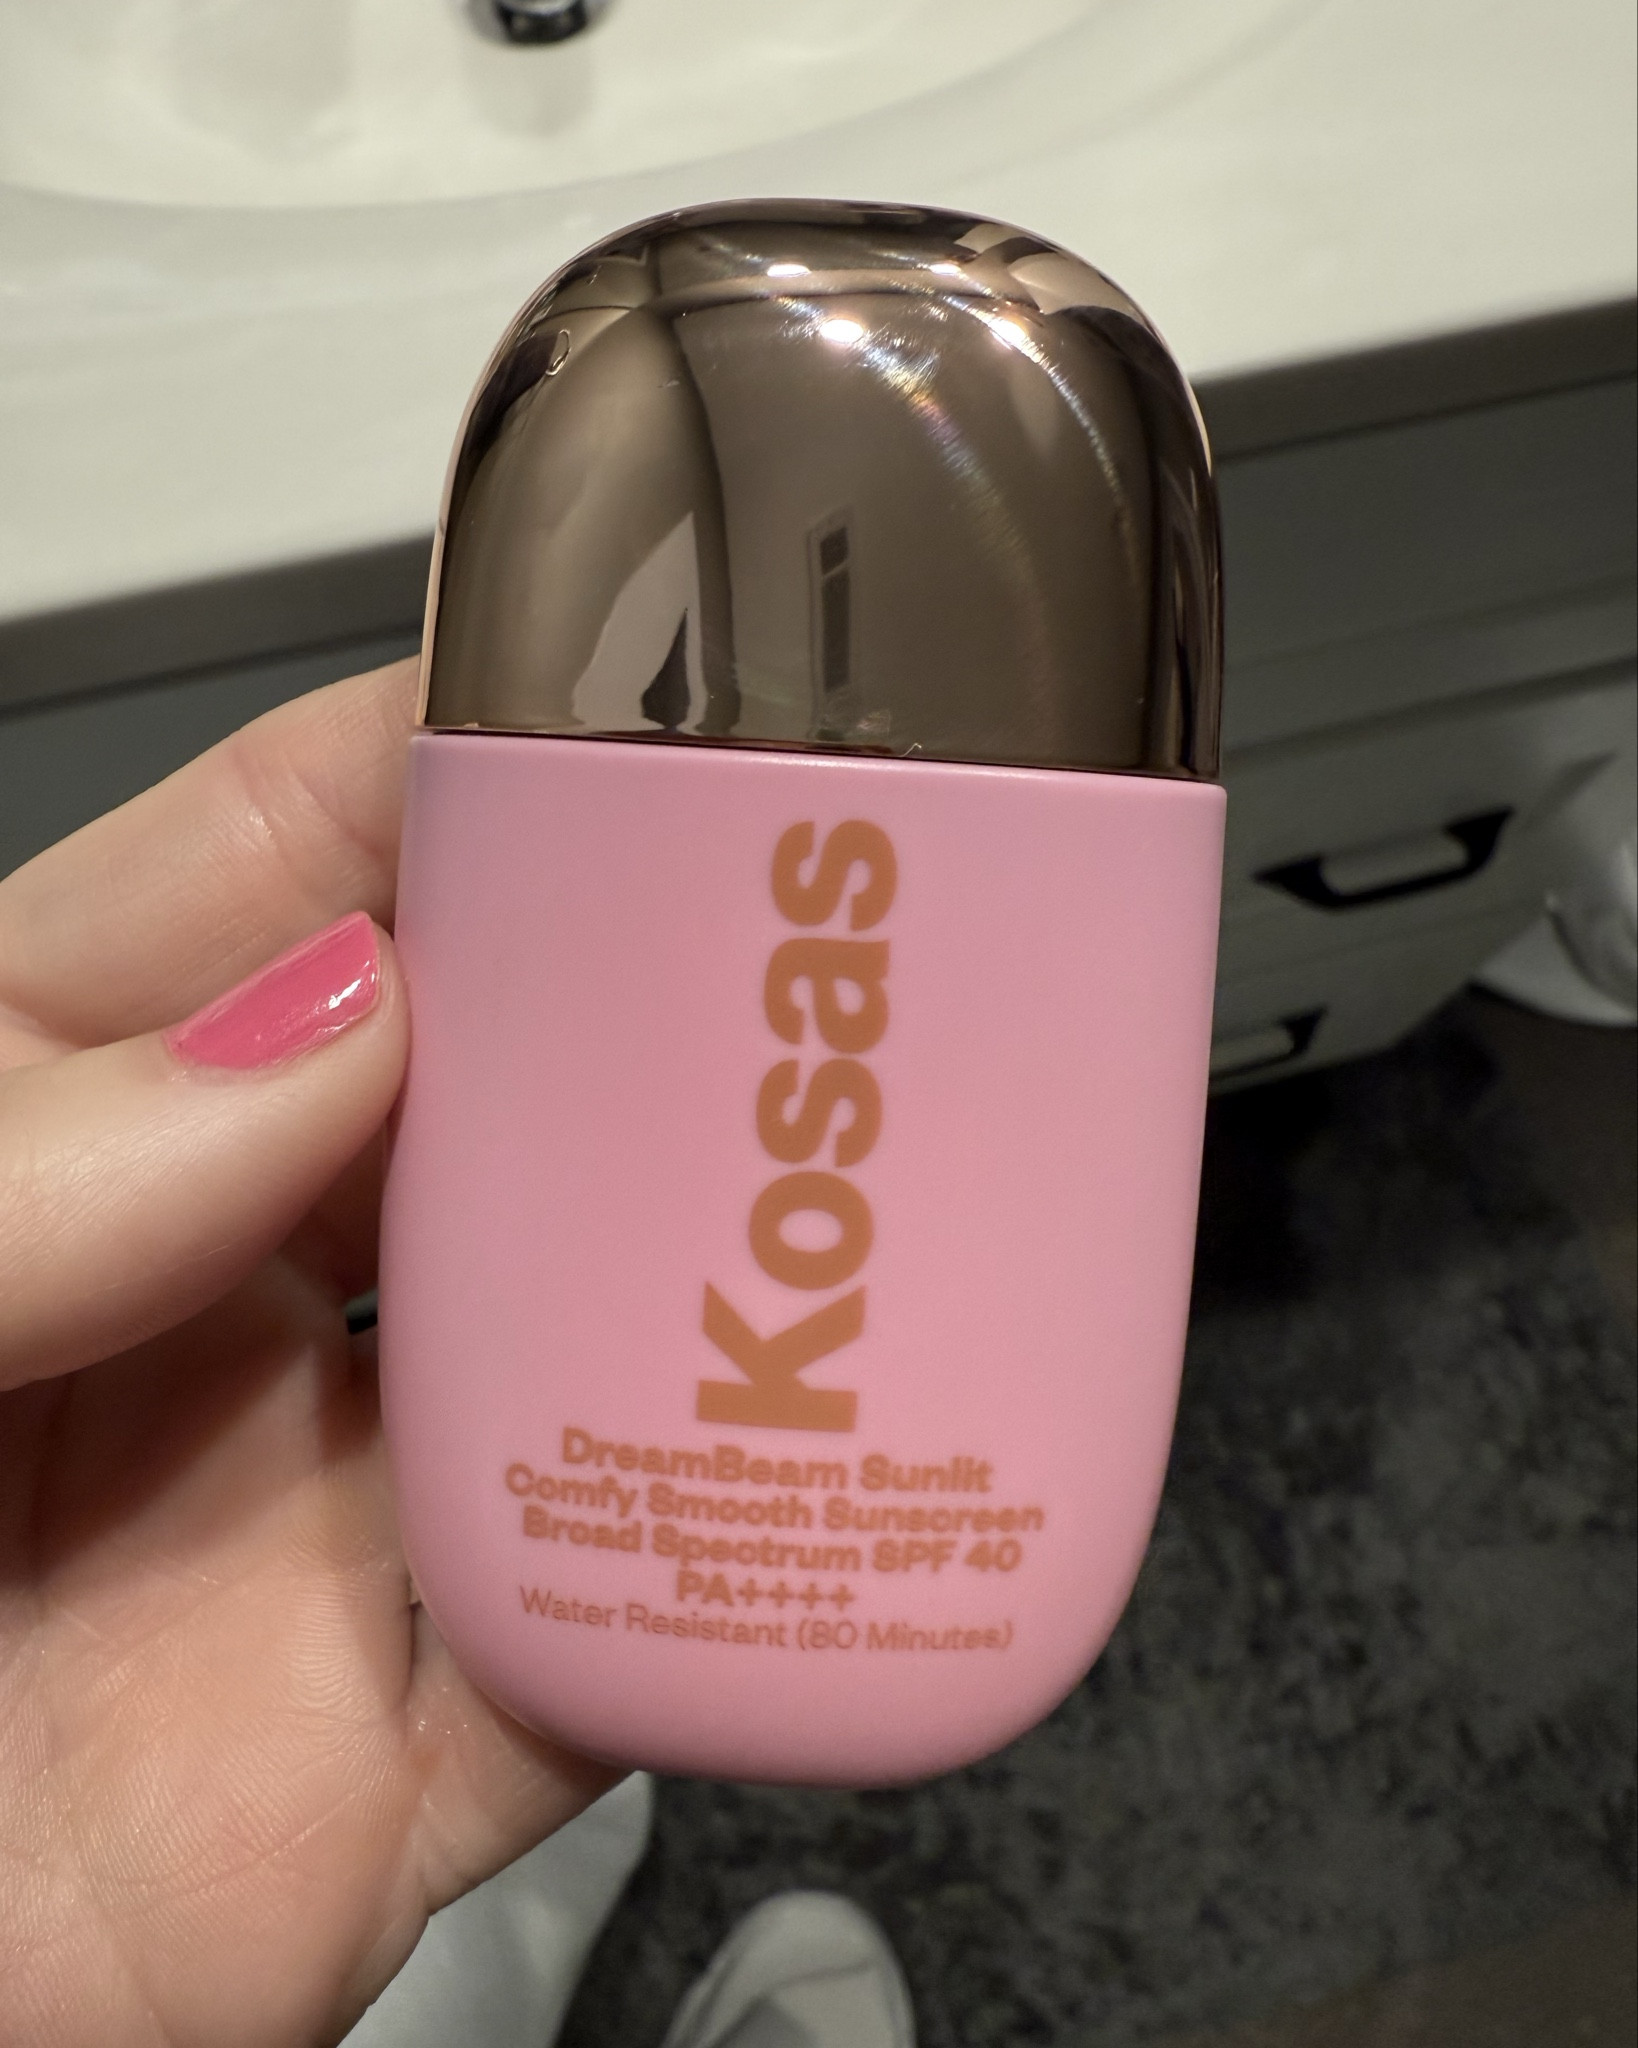 Kosas
DreamBeam Sunlit
Comfy Smooth Sunscreen
Broad Spectrum SPF 40
PA++++
Water Resistant (80 Minutes)